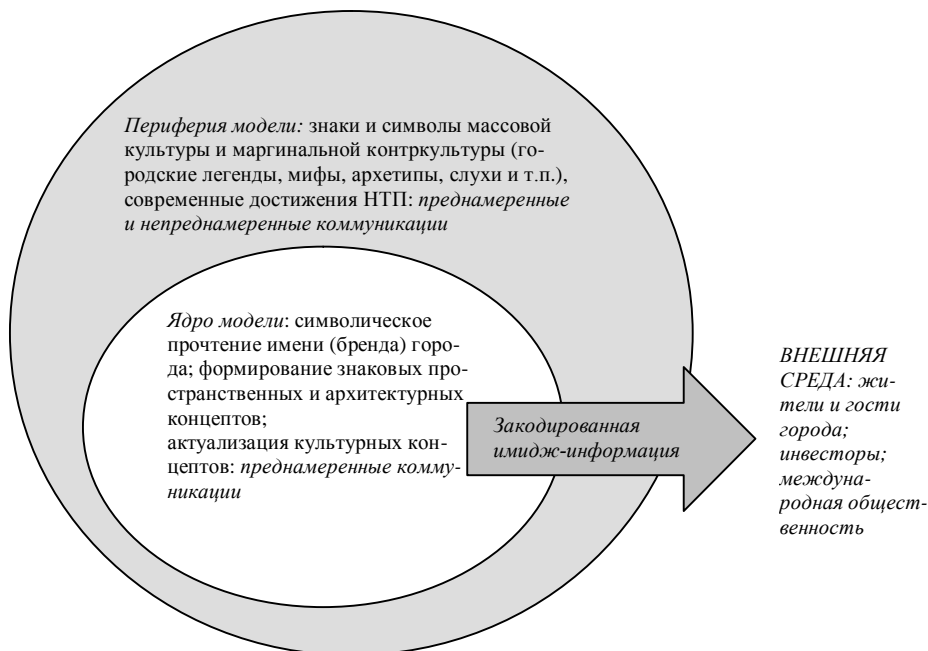 Периферия модели: знаки и символы массовой
культуры и маргинальной контркультуры (го-
родские легенды, мифы, архетипы, слухи и т.п.),
современные достижения НТП: преднамеренные
и непреднамеренные коммуникации
Ядро модели: символическое
прочтение имени (бренда) горо-
да; формирование знаковых про-
странственных и архитектурных
концептов;
актуализация культурных кон-
цептов: преднамеренные комму-
никации
Закодированная
имидж-информация
ВНЕШНЯЯ
СРЕДА: жи-
тели и гости
города;
инвесторы;
междуна-
родная общест-
венность